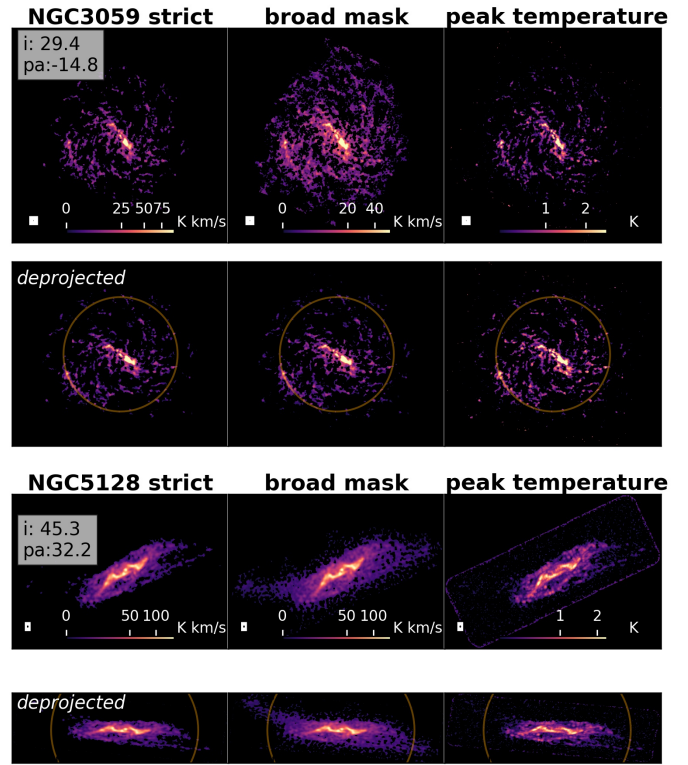 NGC3059 strict broad mask peak temperature
i: 29.4
pa:-14.8
0 25 50 75 K km/s 0 20 40 K km/s 1 2 K
deprojected
NGC5128 strict broad mask peak temperature
i: 45.3
pa:32.2
0 50 100 K km/s 0 50 100 K km/s 1 2 K
deprojected